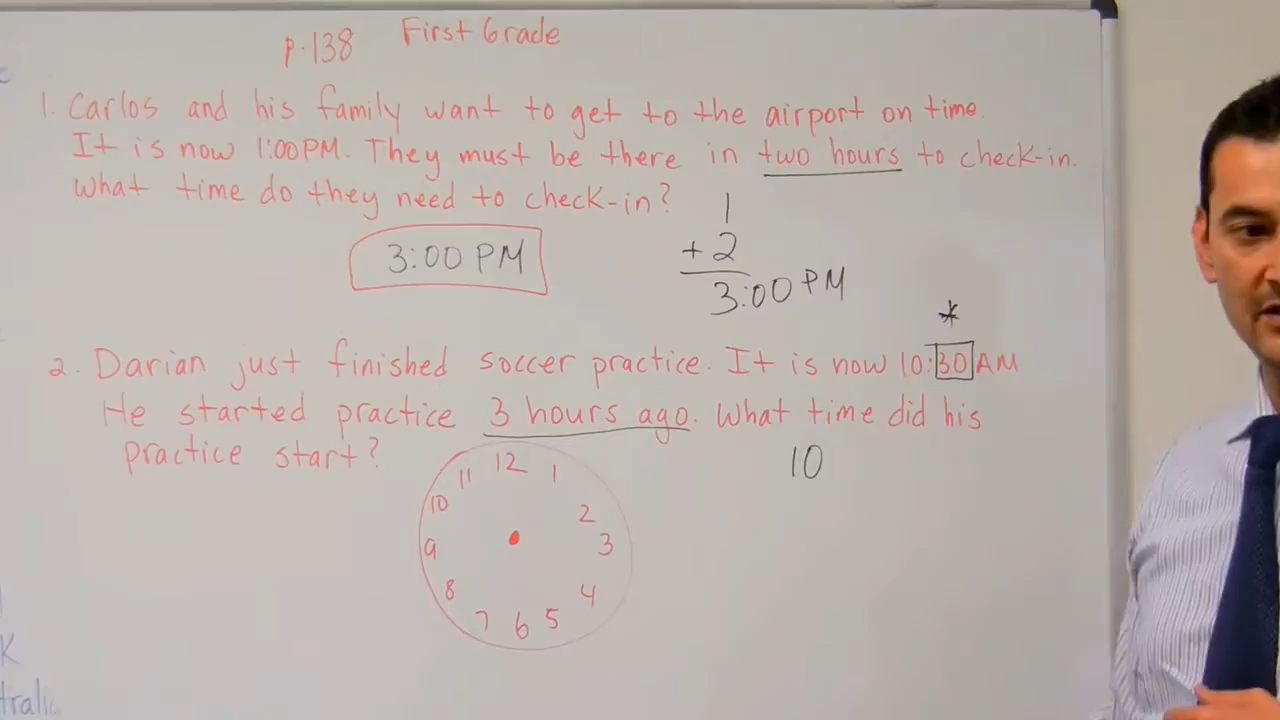 p.138 First Grade
1. Carlos and his family want to get to the airport on time.
It is now 1:00PM. They must be there in two hours to check-in.
What time do they need to check-in?
1
+ 2
3:00 PM
3:00 PM
*
2. Darian just finished soccer practice. It is now 10:30 AM
He started practice 3 hours ago. What time did his
practice start?
10
12
11 1
10 2
9 3
8 4
7 6 5
K